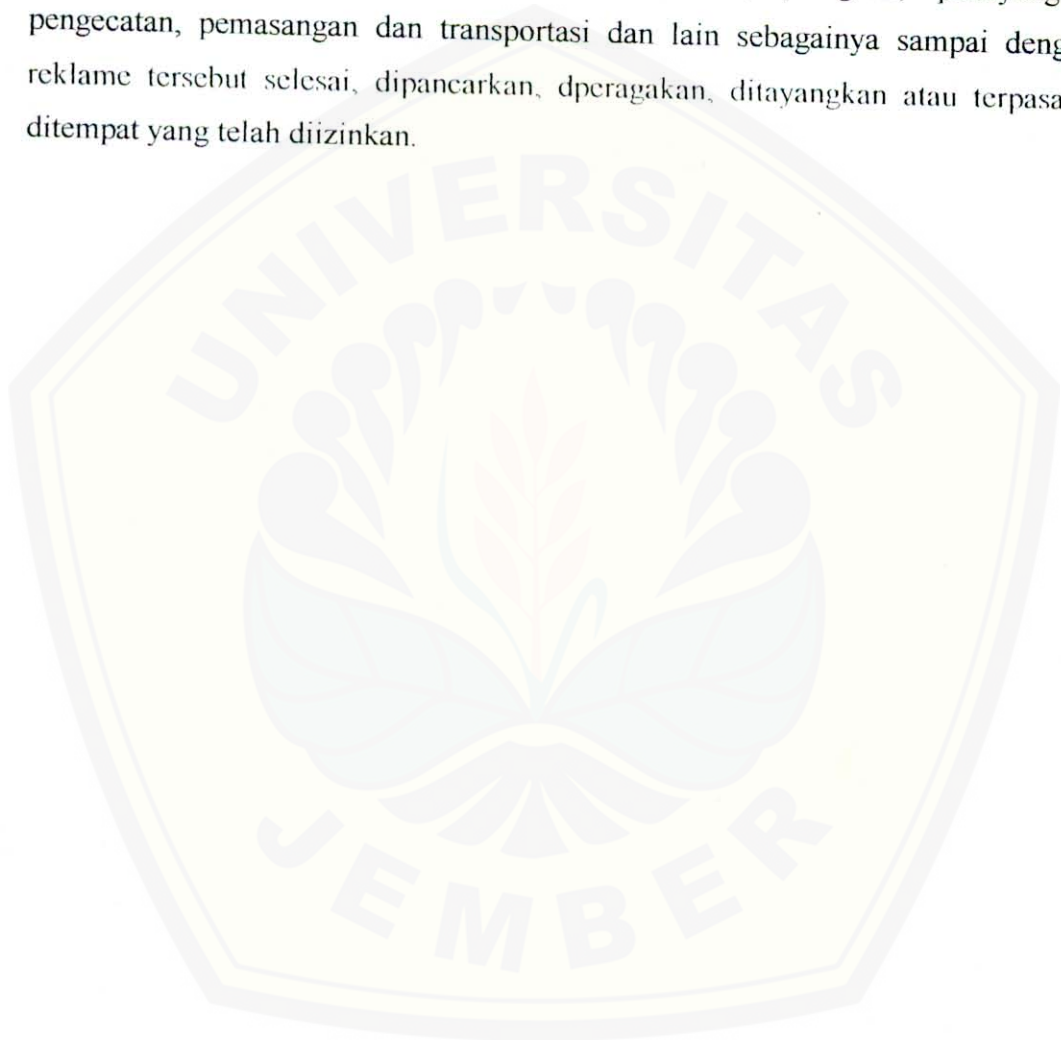 pengecatan, pemasangan dan transportasi dan lain sebagainya sampai deng
reklame tersebut selesai, dipancarkan, dperagakan, ditayangkan atau terpasa
ditempat yang telah diizinkan.
UNIVERSITAS
JEMBER